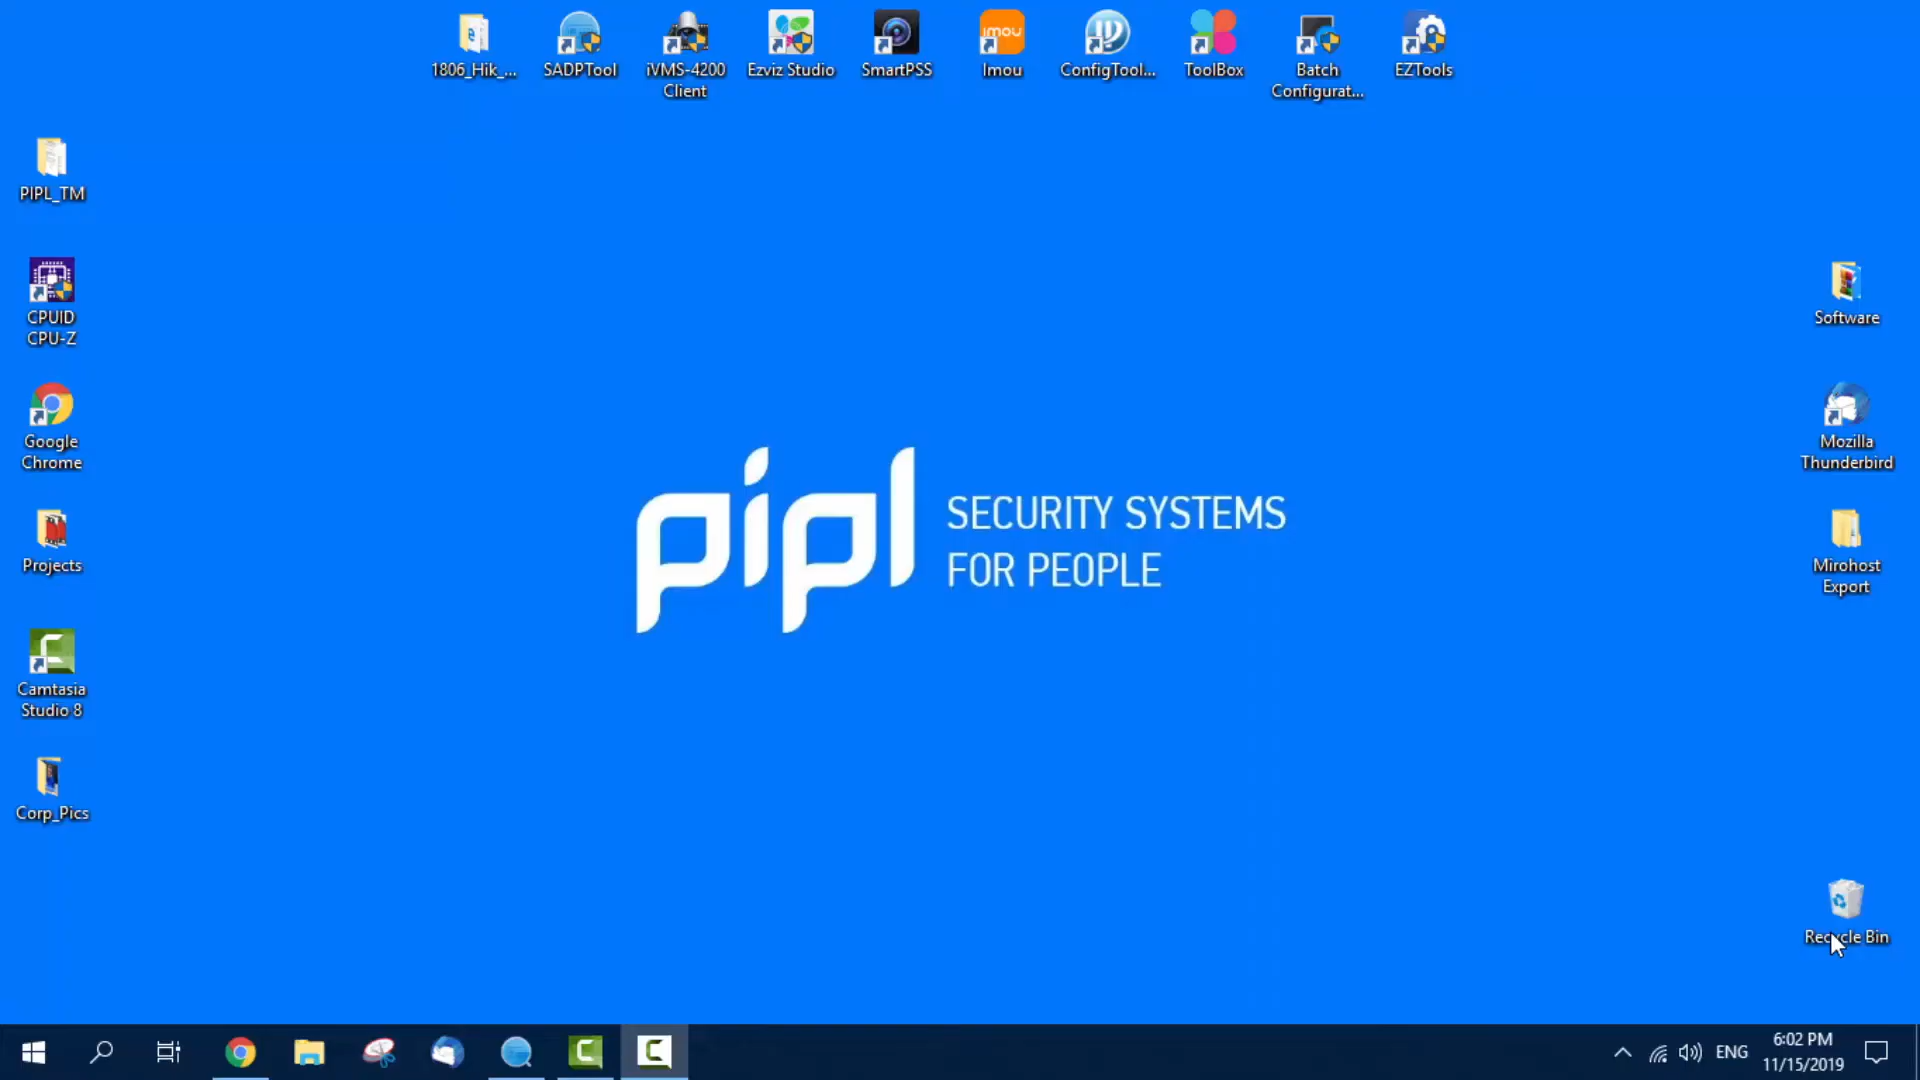 1806_Hik_...
SADPTool
iVMS-4200
Client
Ezviz Studio
SmartPSS
imou
Imou
ConfigTool...
ToolBox
Batch
Configurat...
EZTools
PIPL_TM
CPUID
CPU-Z
Google
Chrome
Projects
Camtasia
Studio 8
Corp_Pics
pipl
SECURITY SYSTEMS
FOR PEOPLE
Software
Mozilla
Thunderbird
Mirohost
Export
Recycle Bin
ENG
6:02 PM
11/15/2019